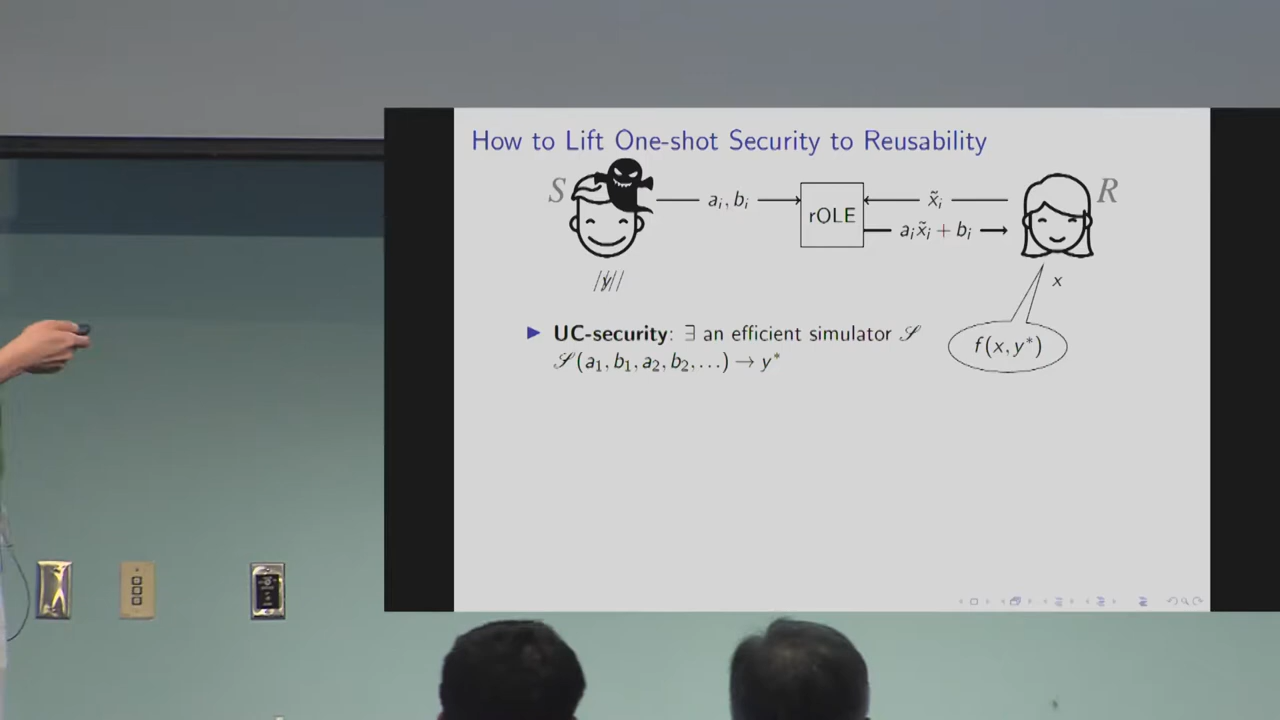 How to Lift One-shot Security to Reusability
S
R
a_i, b_i
rOLE
x̃_i
a_i x̃_i + b_i
y
x
f(x, y*)
▶ UC-security: ∃ an efficient simulator 𝒮
𝒮(a_1, b_1, a_2, b_2, …) → y*